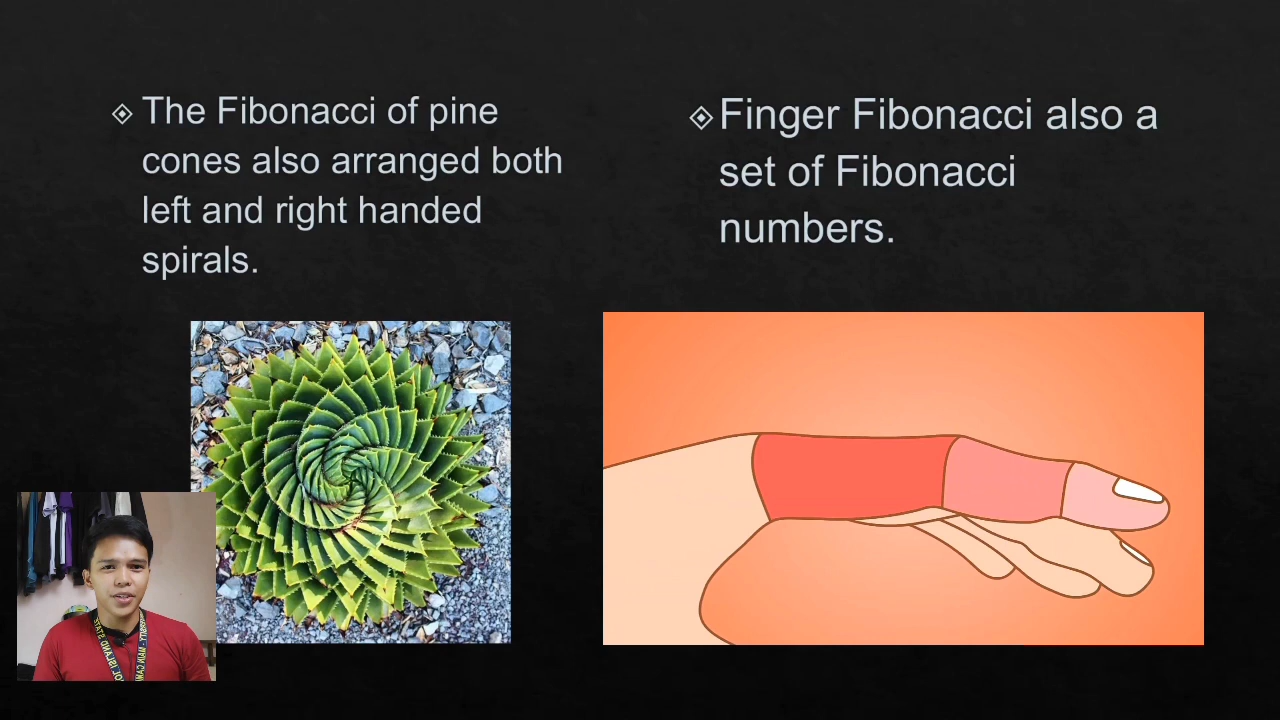 The Fibonacci of pine
cones also arranged both
left and right handed
spirals.
Finger Fibonacci also a
set of Fibonacci
numbers.